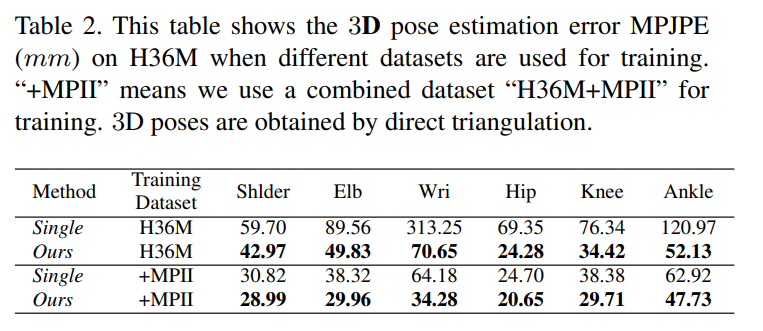 Table 2. This table shows the 3D pose estimation error MPJPE
(mm) on H36M when different datasets are used for training.
“+MPII” means we use a combined dataset “H36M+MPII” for
training. 3D poses are obtained by direct triangulation.
Method Training Dataset Shlder Elb Wri Hip Knee Ankle
Single H36M 59.70 89.56 313.25 69.35 76.34 120.97
Ours H36M 42.97 49.83 70.65 24.28 34.42 52.13
Single +MPII 30.82 38.32 64.18 24.70 38.38 62.92
Ours +MPII 28.99 29.96 34.28 20.65 29.71 47.73